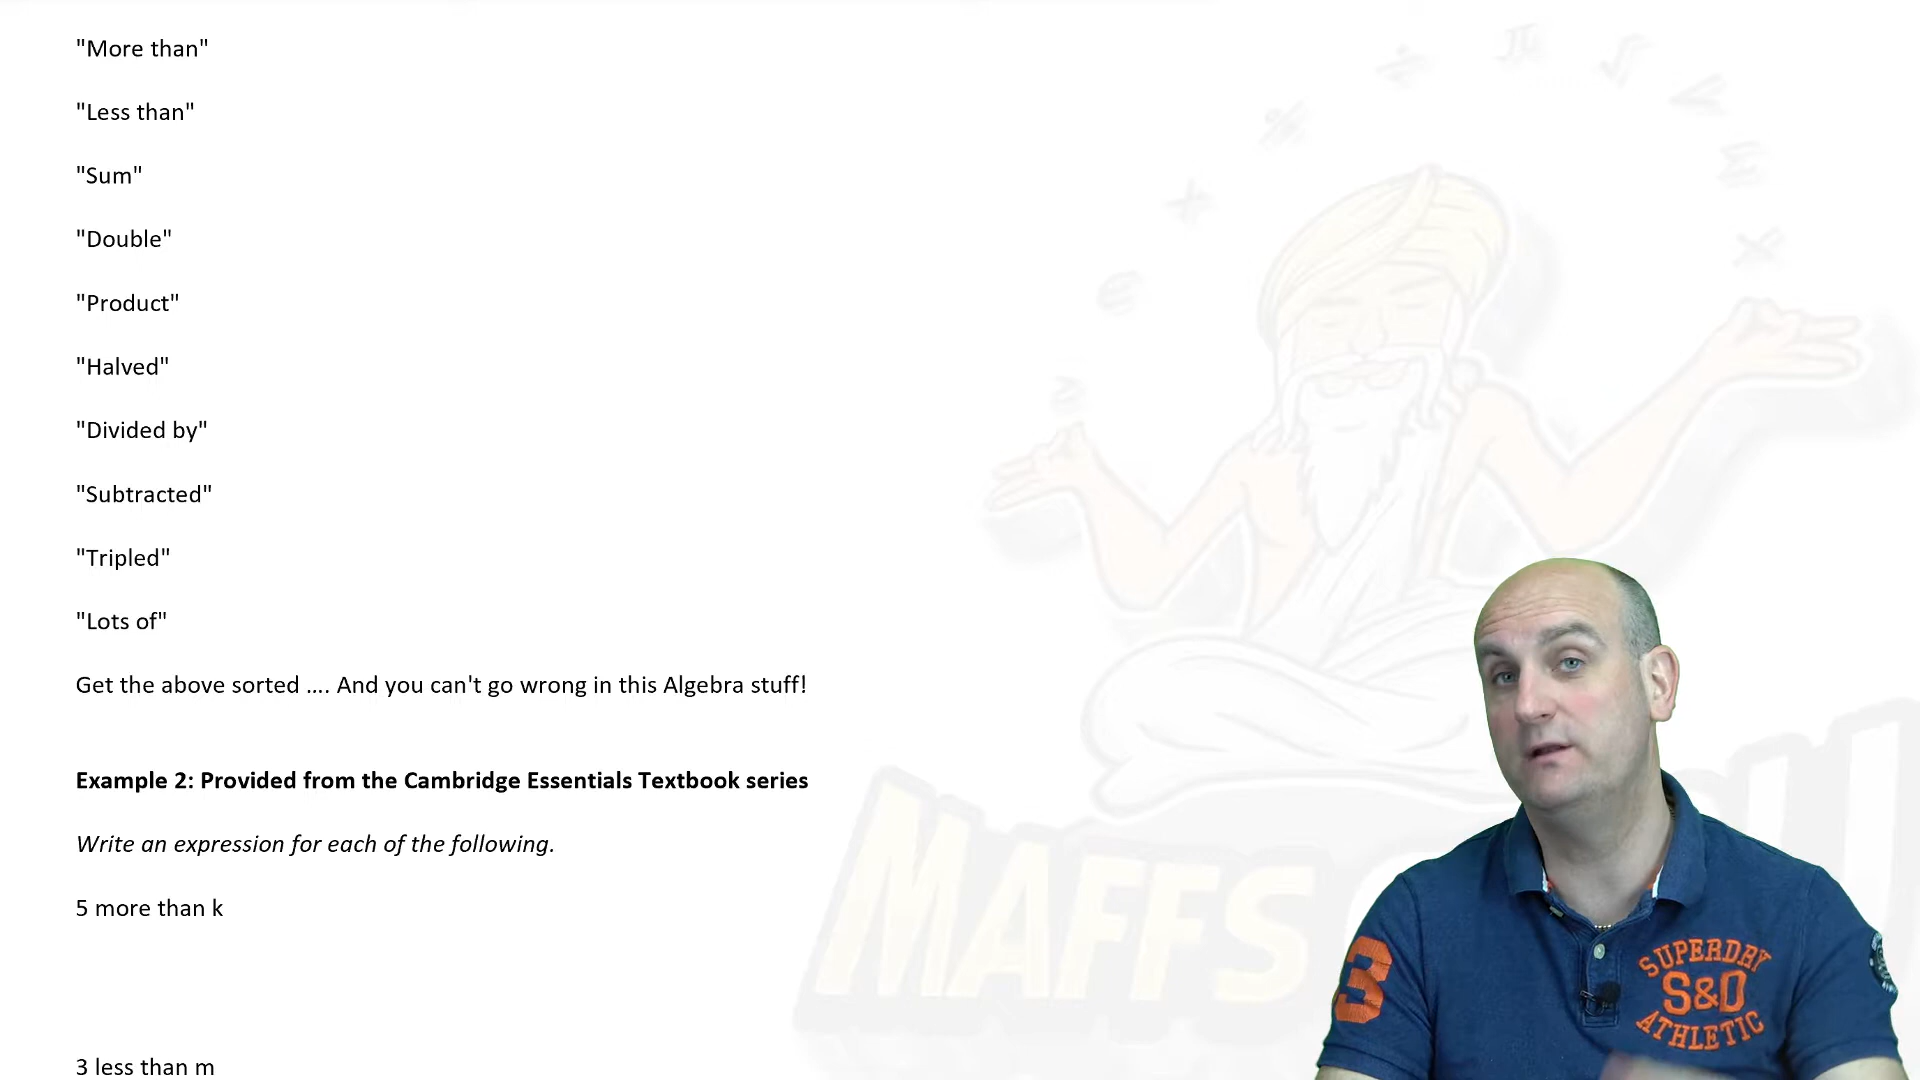 "More than"
"Less than"
"Sum"
"Double"
"Product"
"Halved"
"Divided by"
"Subtracted"
"Tripled"
"Lots of"
Get the above sorted .... And you can't go wrong in this Algebra stuff!
Example 2: Provided from the Cambridge Essentials Textbook series
Write an expression for each of the following.
5 more than k
3 less than m
MAFFS
3
SUPERDRY
S&D
ATHLETIC